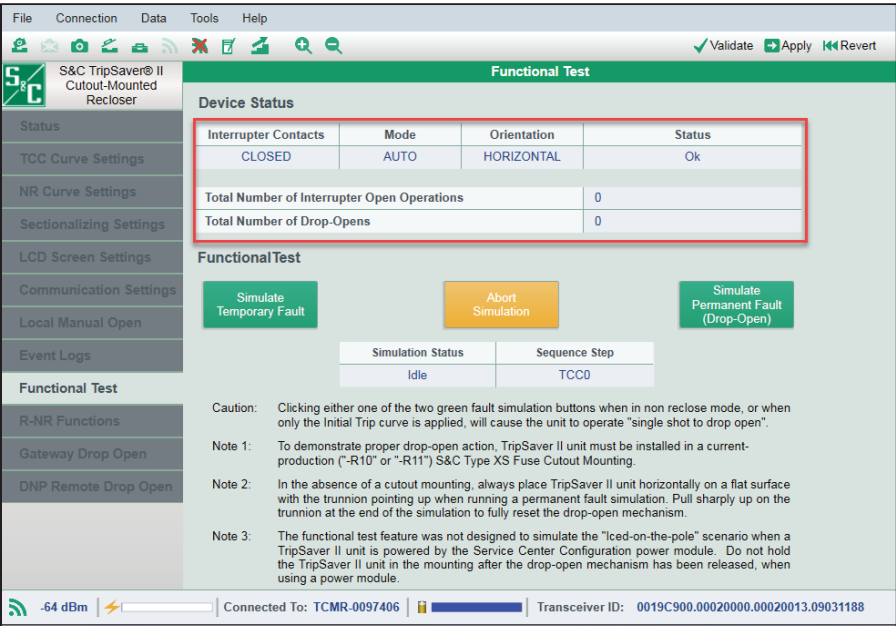 File Connection Data Tools Help
Validate Apply Revert
S&C
S&C TripSaver® II
Cutout-Mounted
Recloser
Functional Test
Status
TCC Curve Settings
NR Curve Settings
Sectionalizing Settings
LCD Screen Settings
Communication Settings
Local Manual Open
Event Logs
Functional Test
R-NR Functions
Gateway Drop Open
DNP Remote Drop Open
Device Status
Interrupter Contacts Mode Orientation Status
CLOSED AUTO HORIZONTAL Ok
Total Number of Interrupter Open Operations 0
Total Number of Drop-Opens 0
FunctionalTest
Simulate
Temporary Fault
Abort
Simulation
Simulate
Permanent Fault
(Drop-Open)
Simulation Status Sequence Step
Idle TCC0
Caution: Clicking either one of the two green fault simulation buttons when in non reclose mode, or when
only the Initial Trip curve is applied, will cause the unit to operate "single shot to drop open".
Note 1: To demonstrate proper drop-open action, TripSaver II unit must be installed in a current-
production ("-R10" or "-R11") S&C Type XS Fuse Cutout Mounting.
Note 2: In the absence of a cutout mounting, always place TripSaver II unit horizontally on a flat surface
with the trunnion pointing up when running a permanent fault simulation. Pull sharply up on the
trunnion at the end of the simulation to fully reset the drop-open mechanism.
Note 3: The functional test feature was not designed to simulate the "Iced-on-the-pole" scenario when a
TripSaver II unit is powered by the Service Center Configuration power module. Do not hold
the TripSaver II unit in the mounting after the drop-open mechanism has been released, when
using a power module.
-64 dBm Connected To: TCMR-0097406 Transceiver ID: 0019C900.00020000.00020013.09031188